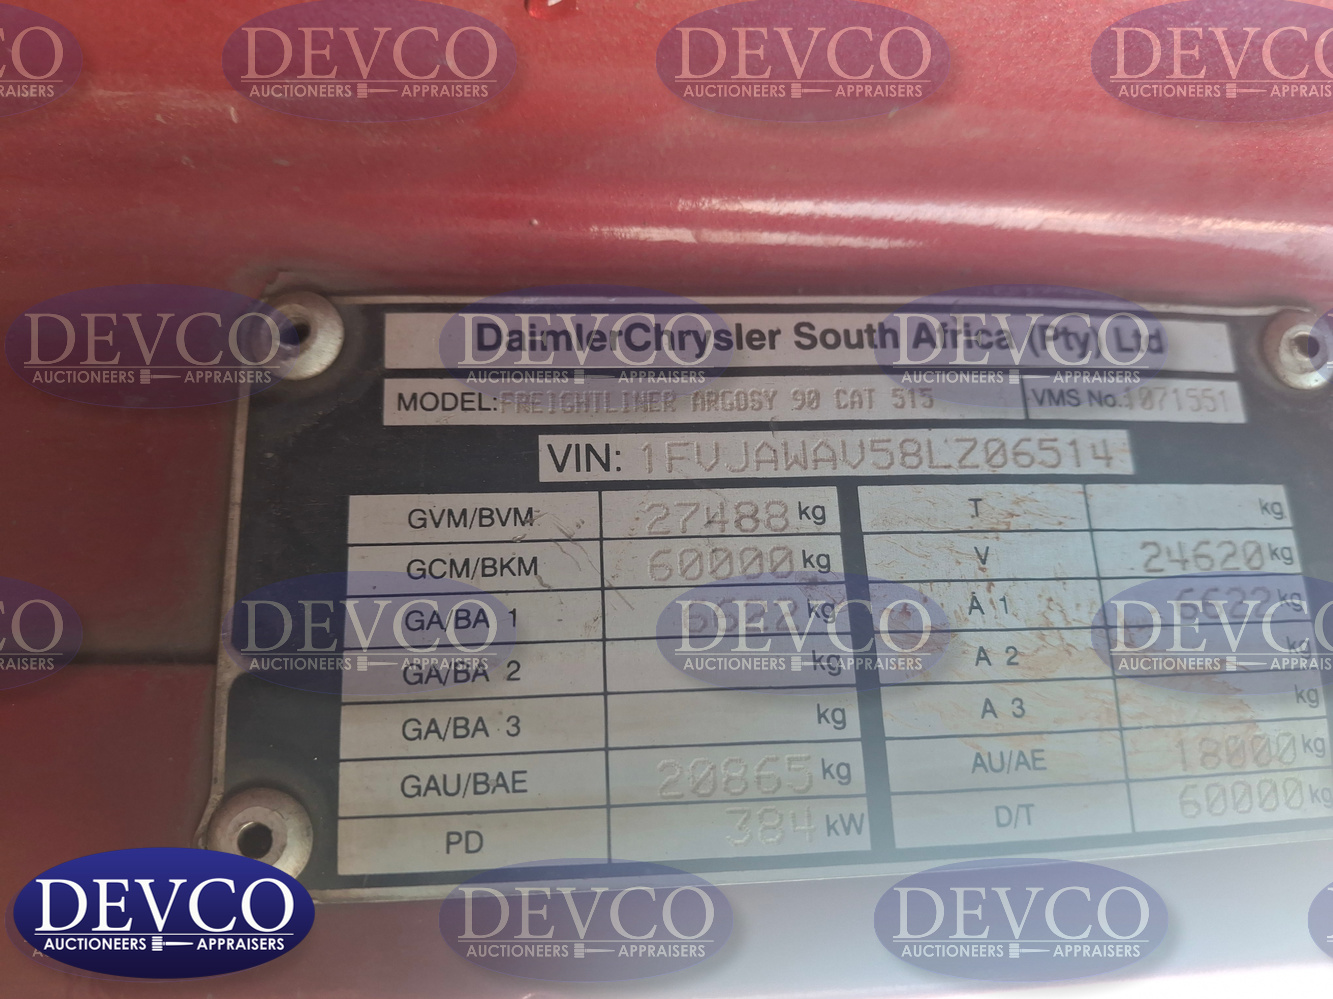 DaimlerChrysler South Africa (Pty) Ltd
MODEL: FREIGHTLINER ARGOSY 90 CAT 515 VMS No. 1071551
VIN: 1FVJAWAV58LZ06514
GVM/BVM 27488 kg T kg
GCM/BKM 60000 kg V 24620 kg
GA/BA 1 6622 kg A 1 6622 kg
GA/BA 2 kg A 2 kg
GA/BA 3 kg A 3 kg
GAU/BAE 20865 kg AU/AE 18000 kg
PD 384 kW D/T 60000 kg
DEVCO
AUCTIONEERS APPRAISERS